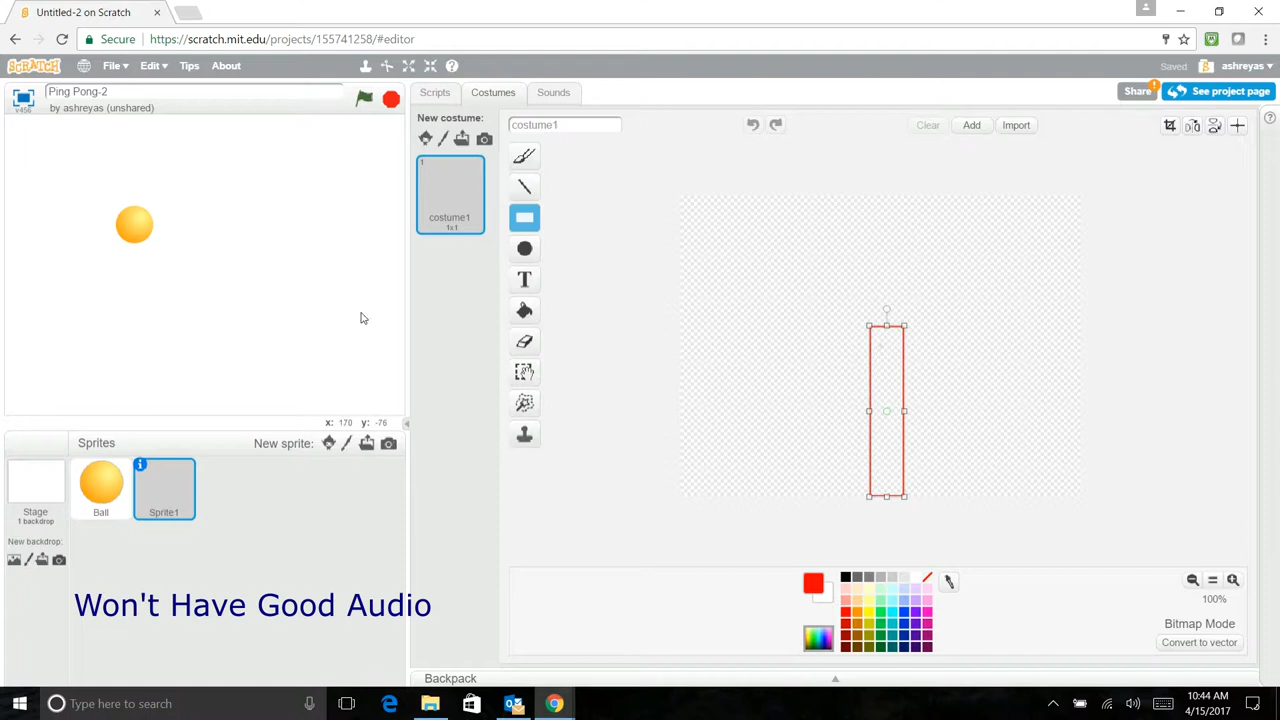 Untitled-2 on Scratch
Secure https://scratch.mit.edu/projects/155741258/#editor
SCRATCH File Edit Tips About Saved ashreyas
Ping Pong-2
by ashreyas (unshared)
v456
Scripts Costumes Sounds
Share See project page
New costume:
costume1 Clear Add Import
1
costume1
1x1
T
x: 170 y: -76
Sprites New sprite:
Stage
1 backdrop
Ball Sprite1
New backdrop:
Won't Have Good Audio
100%
Bitmap Mode
Convert to vector
Backpack
Type here to search
10:44 AM
4/15/2017